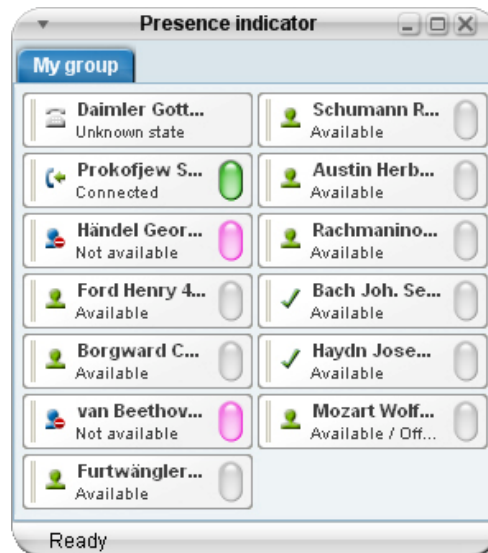 Presence indicator
My group
Daimler Gott...
Unknown state
Schumann R...
Available
Prokofjew S...
Connected
Austin Herb...
Available
Händel Geor...
Not available
Rachmanino...
Available
Ford Henry 4...
Available
Bach Joh. Se...
Available
Borgward C...
Available
Haydn Jose...
Available
van Beethov...
Not available
Mozart Wolf...
Available / Off...
Furtwängler...
Available
Ready